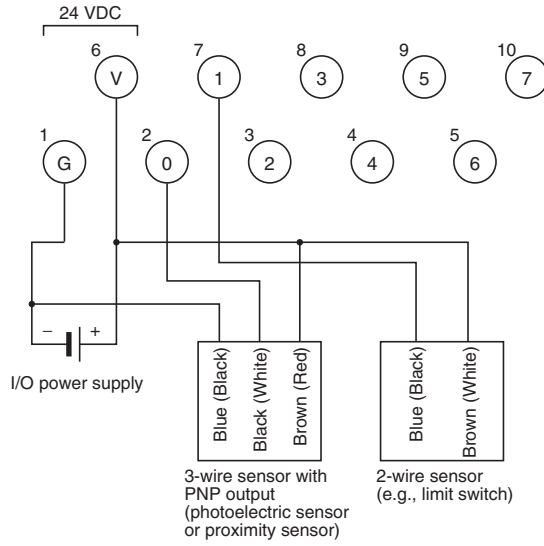 24 VDC
6
7
8
9
10
V
1
3
5
7
1
2
3
4
5
G
0
2
4
6
− +
I/O power supply
Blue (Black)
Black (White)
Brown (Red)
Blue (Black)
Brown (White)
3-wire sensor with
PNP output
(photoelectric sensor
or proximity sensor)
2-wire sensor
(e.g., limit switch)